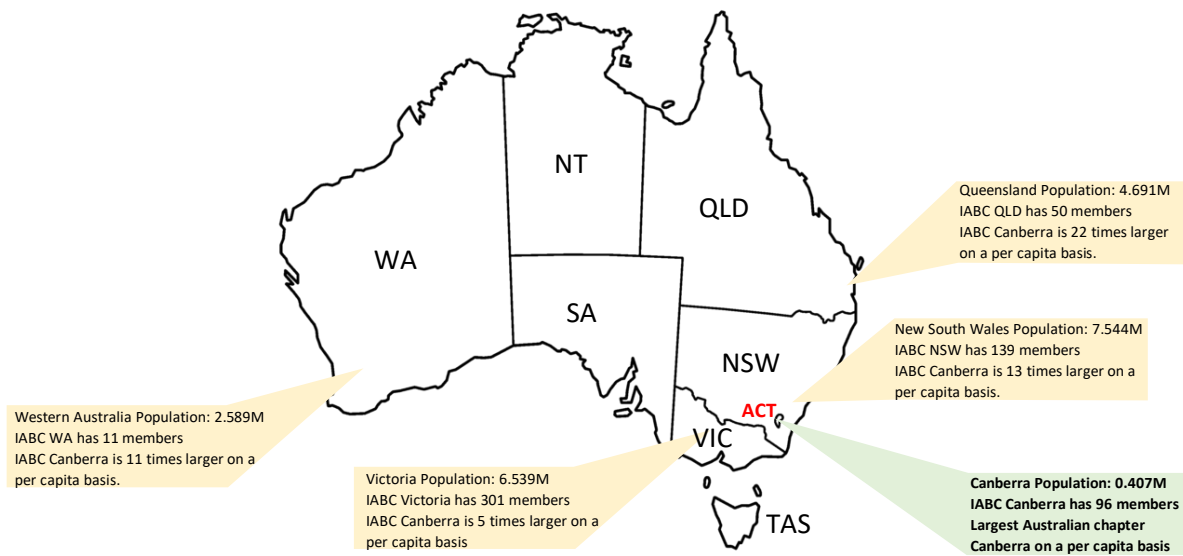 NT
QLD
WA
SA
NSW
ACT
VIC
TAS
Queensland Population: 4.691M
IABC QLD has 50 members
IABC Canberra is 22 times larger
on a per capita basis.
New South Wales Population: 7.544M
IABC NSW has 139 members
IABC Canberra is 13 times larger on a
per capita basis.
Western Australia Population: 2.589M
IABC WA has 11 members
IABC Canberra is 11 times larger on a
per capita basis.
Victoria Population: 6.539M
IABC Victoria has 301 members
IABC Canberra is 5 times larger on a
per capita basis
Canberra Population: 0.407M
IABC Canberra has 96 members
Largest Australian chapter
Canberra on a per capita basis